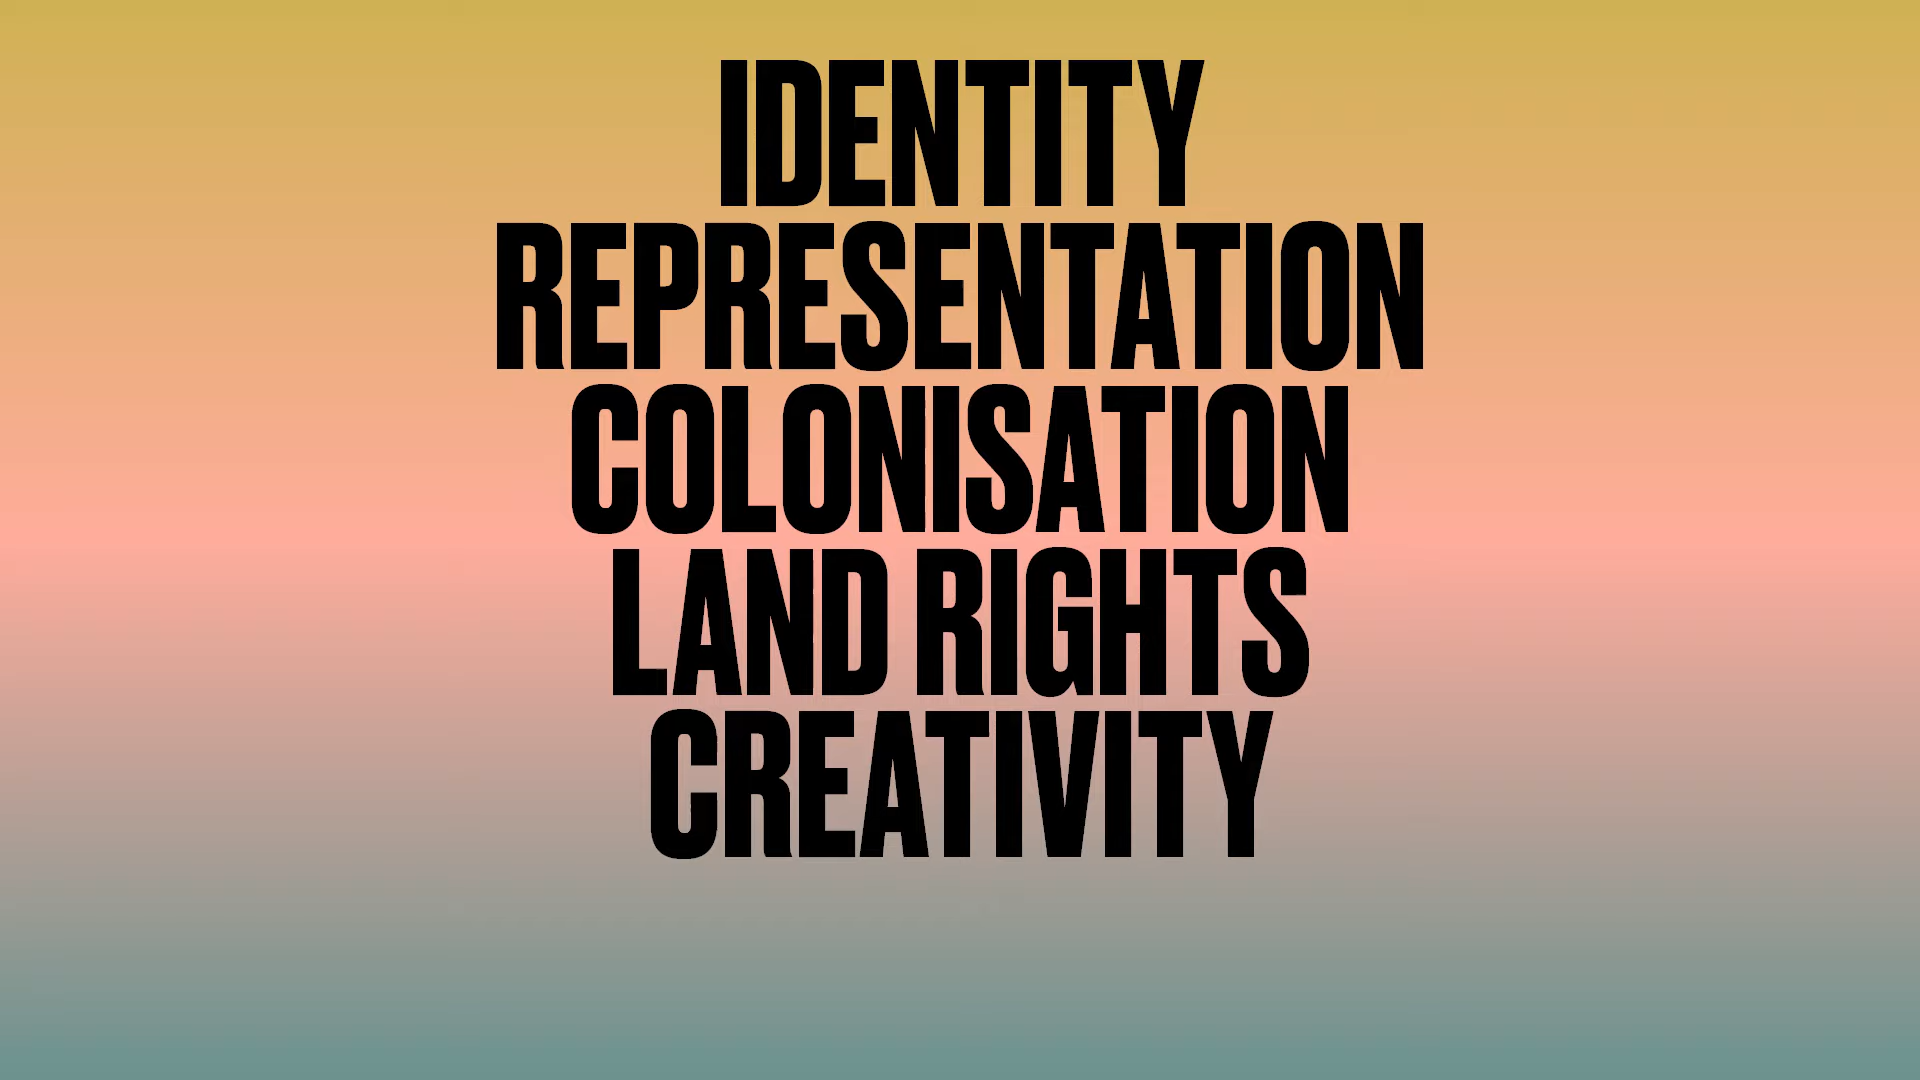 IDENTITY
REPRESENTATION
COLONISATION
LAND RIGHTS
CREATIVITY